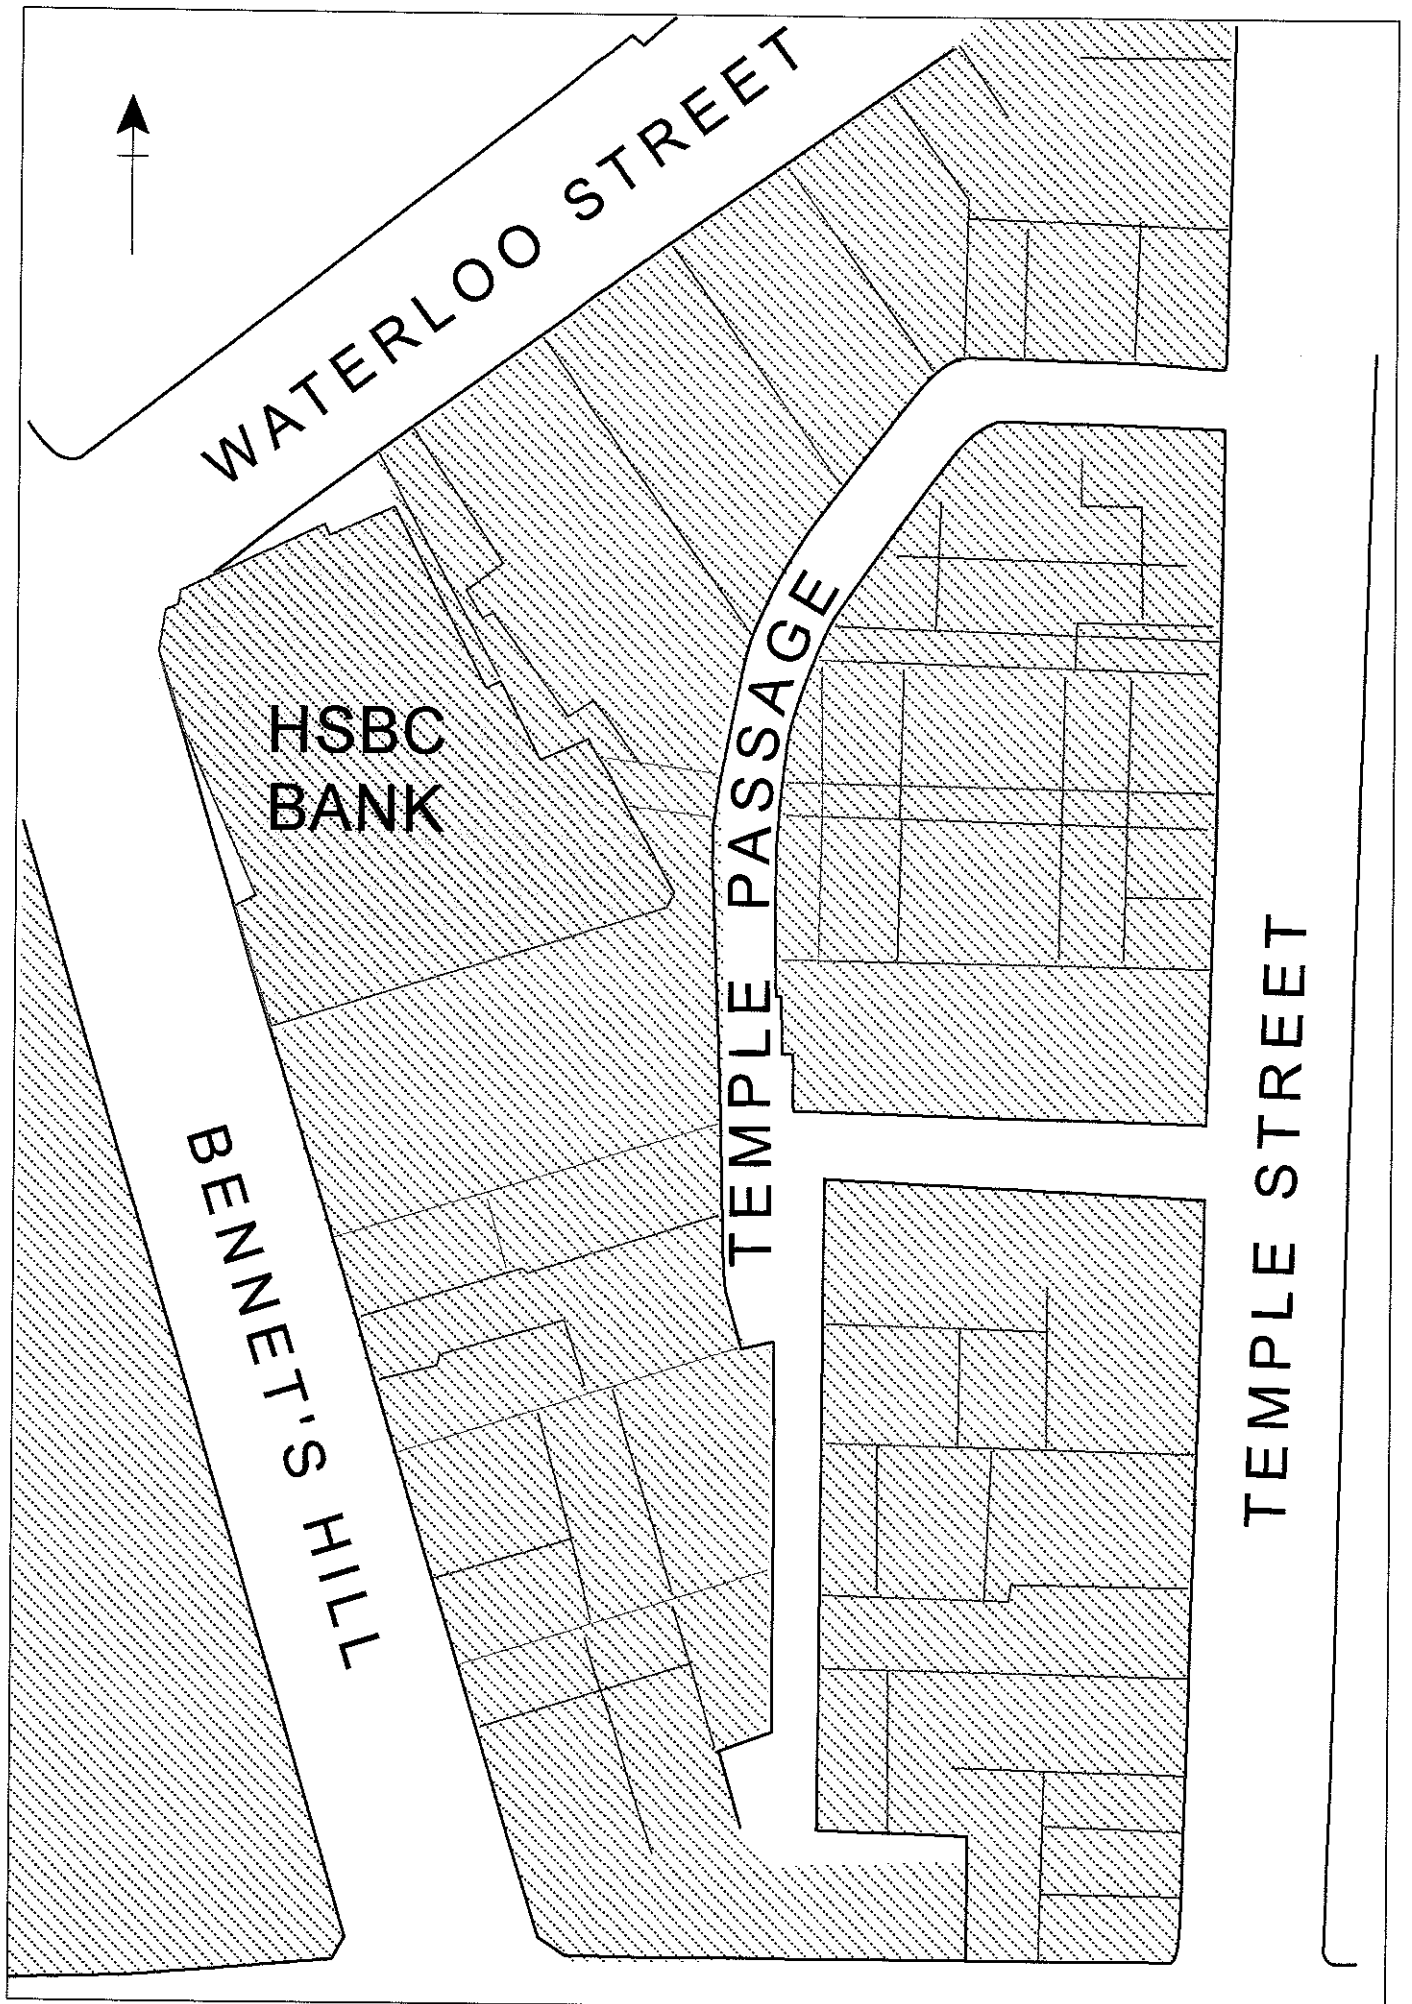 WATERLOO STREET
HSBC
BANK
TEMPLE PASSAGE
BENNET'S HILL
TEMPLE STREET